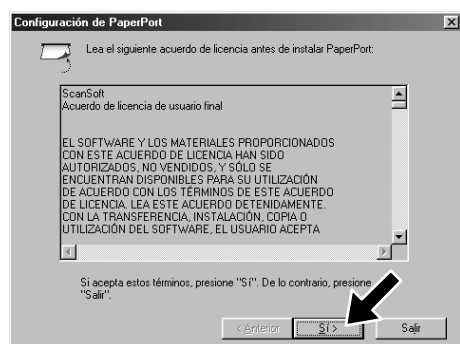 Configuración de PaperPort
Lea el siguiente acuerdo de licencia antes de instalar PaperPort:
ScanSoft
Acuerdo de licencia de usuario final
EL SOFTWARE Y LOS MATERIALES PROPORCIONADOS
CON ESTE ACUERDO DE LICENCIA HAN SIDO
AUTORIZADOS, NO VENDIDOS, Y SÓLO SE
ENCUENTRAN DISPONIBLES PARA SU UTILIZACIÓN
DE ACUERDO CON LOS TÉRMINOS DE ESTE ACUERDO
DE LICENCIA. LEA ESTE ACUERDO DETENIDAMENTE.
CON LA TRANSFERENCIA, INSTALACIÓN, COPIA O
UTILIZACIÓN DEL SOFTWARE, EL USUARIO ACEPTA
Si acepta estos términos, presione "Sí". De lo contrario, presione
"Salir".
< Anterior
Sí >
Salir